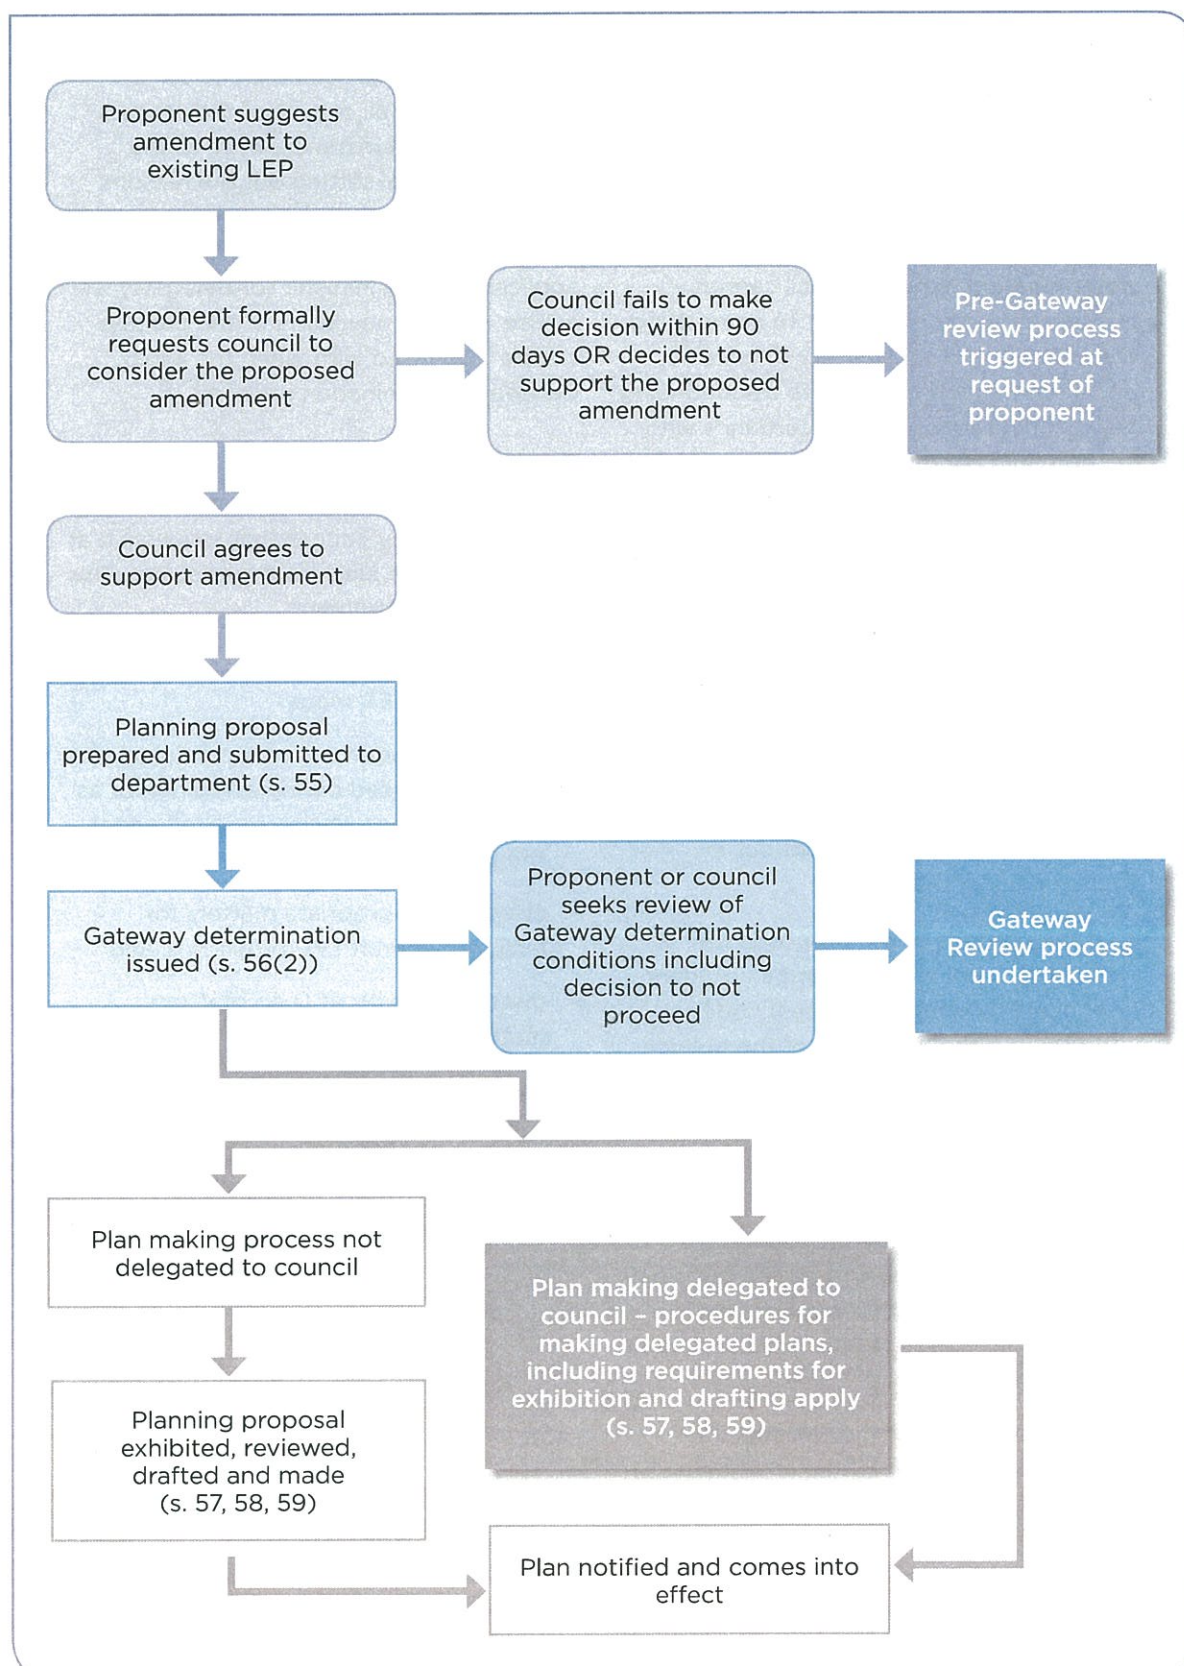 Proponent suggests
amendment to
existing LEP
Proponent formally
requests council to
consider the proposed
amendment
Council fails to make
decision within 90
days OR decides to not
support the proposed
amendment
Pre-Gateway
review process
triggered at
request of
proponent
Council agrees to
support amendment
Planning proposal
prepared and submitted to
department (s. 55)
Gateway determination
issued (s. 56(2))
Proponent or council
seeks review of
Gateway determination
conditions including
decision to not
proceed
Gateway
Review process
undertaken
Plan making process not
delegated to council
Plan making delegated to
council – procedures for
making delegated plans,
including requirements for
exhibition and drafting apply
(s. 57, 58, 59)
Planning proposal
exhibited, reviewed,
drafted and made
(s. 57, 58, 59)
Plan notified and comes into
effect